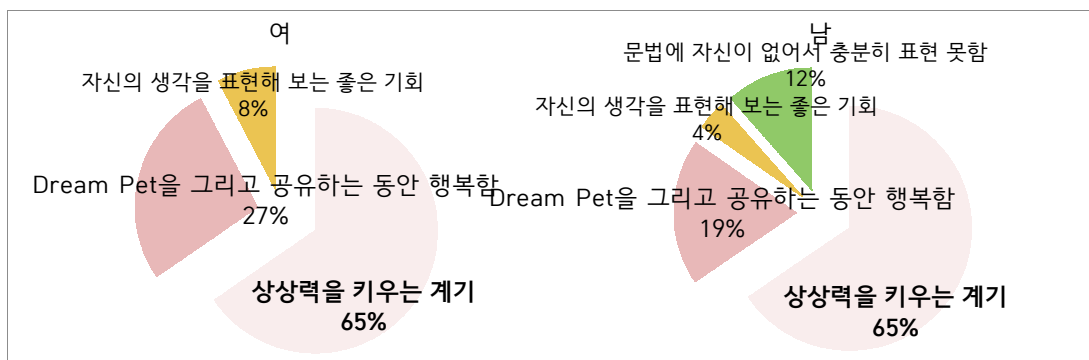 여
자신의 생각을 표현해 보는 좋은 기회
8%
Dream Pet을 그리고 공유하는 동안 행복함
27%
상상력을 키우는 계기
65%
남
문법에 자신이 없어서 충분히 표현 못함
12%
자신의 생각을 표현해 보는 좋은 기회
4%
Dream Pet을 그리고 공유하는 동안 행복함
19%
상상력을 키우는 계기
65%